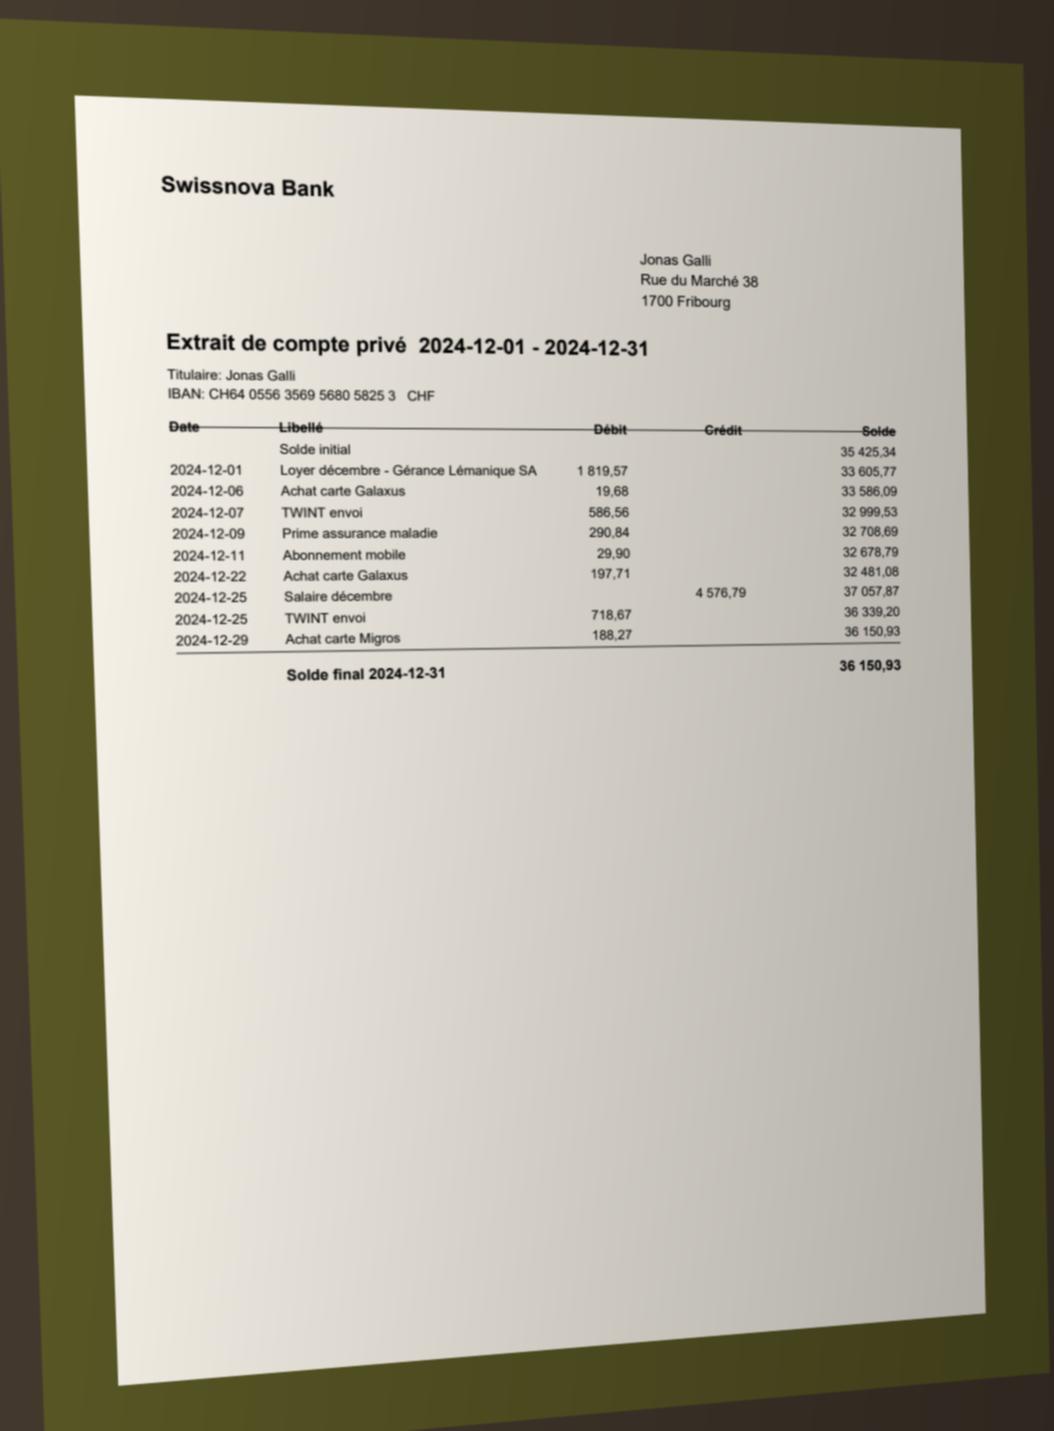 Swissnova Bank
Jonas Galli
Rue du Marché 38
1700 Fribourg
Extrait de compte privé 2024-12-01 - 2024-12-31
Titulaire: Jonas Galli
IBAN: CH64 0556 3569 5680 5825 3 CHF
Date Libellé Débit Crédit Solde
Solde initial 35 425,34
2024-12-01 Loyer décembre - Gérance Lémanique SA 1 819,57 33 605,77
2024-12-06 Achat carte Galaxus 19,68 33 586,09
2024-12-07 TWINT envoi 586,56 32 999,53
2024-12-09 Prime assurance maladie 290,84 32 708,69
2024-12-11 Abonnement mobile 29,90 32 678,79
2024-12-22 Achat carte Galaxus 197,71 32 481,08
2024-12-25 Salaire décembre 4 576,79 37 057,87
2024-12-25 TWINT envoi 718,67 36 339,20
2024-12-29 Achat carte Migros 188,27 36 150,93
Solde final 2024-12-31 36 150,93